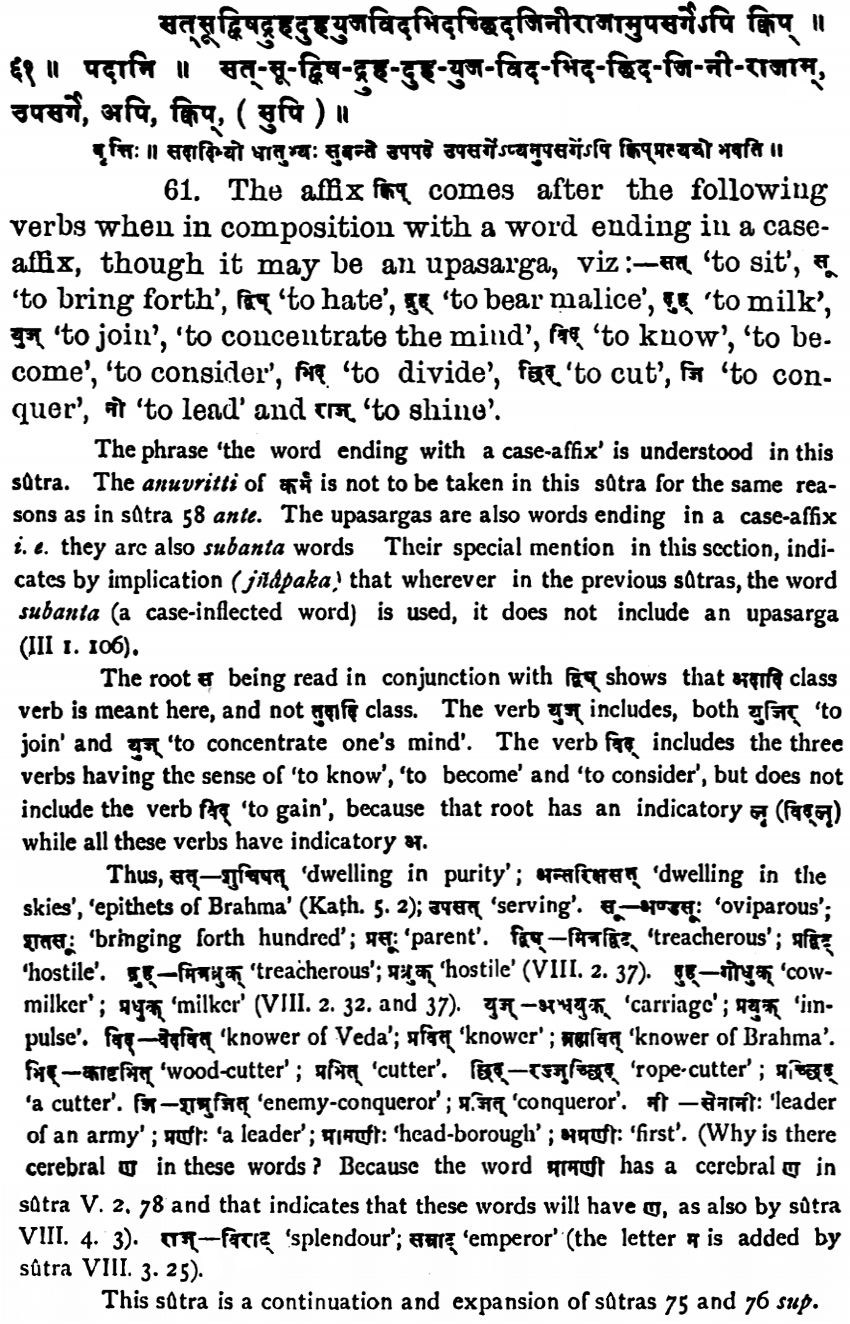 सत्सूद्विषद्रुहदुहयुजविदभिदच्छिदजिनीराजामुपसर्गेऽपि क्विप् ॥
६१ ॥ पदानि ॥ सत्-सू-द्विष-द्रुह-दुह-युज-विद-भिद-छिद-जि-नी-राजाम्,
उपसर्गे, अपि, क्विप्, ( सुपि ) ॥
वृत्तिः ॥ सदादिभ्यो धातुभ्यः सुबन्ते उपपदे उपसर्गेऽप्यनुपसर्गेऽपि क्विप्प्रत्ययो भवति ॥
61. The affix क्विप् comes after the following
verbs when in composition with a word ending in a case-
affix, though it may be an upasarga, viz :—सत् ‘to sit’, सू
‘to bring forth’, द्विष् ‘to hate’, द्रुह् ‘to bear malice’, दुह् ‘to milk’,
युज् ‘to join’, ‘to concentrate the mind’, विद् ‘to know’, ‘to be-
come’, ‘to consider’, भिद् ‘to divide’, छिद् ‘to cut’, जि ‘to con-
quer’, नी ‘to lead’ and राज् ‘to shine’.
The phrase ‘the word ending with a case-affix’ is understood in this
sûtra. The anuvritti of कर्म is not to be taken in this sûtra for the same rea-
sons as in sûtra 58 ante. The upasargas are also words ending in a case-affix
i. e. they are also subanta words Their special mention in this section, indi-
cates by implication (jñâpaka) that wherever in the previous sûtras, the word
subanta (a case-inflected word) is used, it does not include an upasarga
(III 1. 106).
The root स being read in conjunction with द्विष् shows that अदादि class
verb is meant here, and not तुदादि class. The verb युज् includes, both युजिर् ‘to
join’ and युज् ‘to concentrate one's mind’. The verb विद् includes the three
verbs having the sense of ‘to know’, ‘to become’ and ‘to consider’, but does not
include the verb विद् ‘to gain’, because that root has an indicatory लृ (विद्लृ)
while all these verbs have indicatory अ.
Thus, सत्—शुचिषत् ‘dwelling in purity’ ; अन्तरिक्षसत् ‘dwelling in the
skies’, ‘epithets of Brahma’ (Kaṭh. 5. 2); उपसत् ‘serving’. सू—अण्डसूः ‘oviparous’;
शतसूः ‘bringing forth hundred’; प्रसूः ‘parent’. द्विष्—मित्रद्विट् ‘treacherous’ ; प्रद्विट्
‘hostile’. द्रुह्—मित्रध्रुक् ‘treacherous’; प्रध्रुक् ‘hostile’ (VIII. 2. 37). दुह्—गोधुक् ‘cow-
milker’ ; प्रधुक् ‘milker’ (VIII. 2. 32. and 37). युज्—अश्वयुक् ‘carriage’ ; प्रयुक् ‘im-
pulse’. विद्—वेदवित् ‘knower of Veda’; प्रवित् ‘knower’ ; ब्रह्मवित् ‘knower of Brahma’.
भिद्—काष्ठभित् ‘wood-cutter’ ; प्रभित् ‘cutter’. छिद्—रज्जुच्छिद् ‘rope-cutter’ ; प्रच्छिद्
‘a cutter’. जि—शत्रुजित् ‘enemy-conqueror’ ; प्रजित् ‘conqueror’. नी —सेनानीः ‘leader
of an army’ ; प्रणीः ‘a leader’ ; ग्रामणीः ‘head-borough’ ; अग्रणीः ‘first’. (Why is there
cerebral ण in these words ? Because the word ग्रामणी has a cerebral ण in
sûtra V. 2. 78 and that indicates that these words will have ण, as also by sûtra
VIII. 4. 3). राज्—विराट् ‘splendour’; सम्राट् ‘emperor’ (the letter म is added by
sûtra VIII. 3. 25).
This sûtra is a continuation and expansion of sûtras 75 and 76 sup.